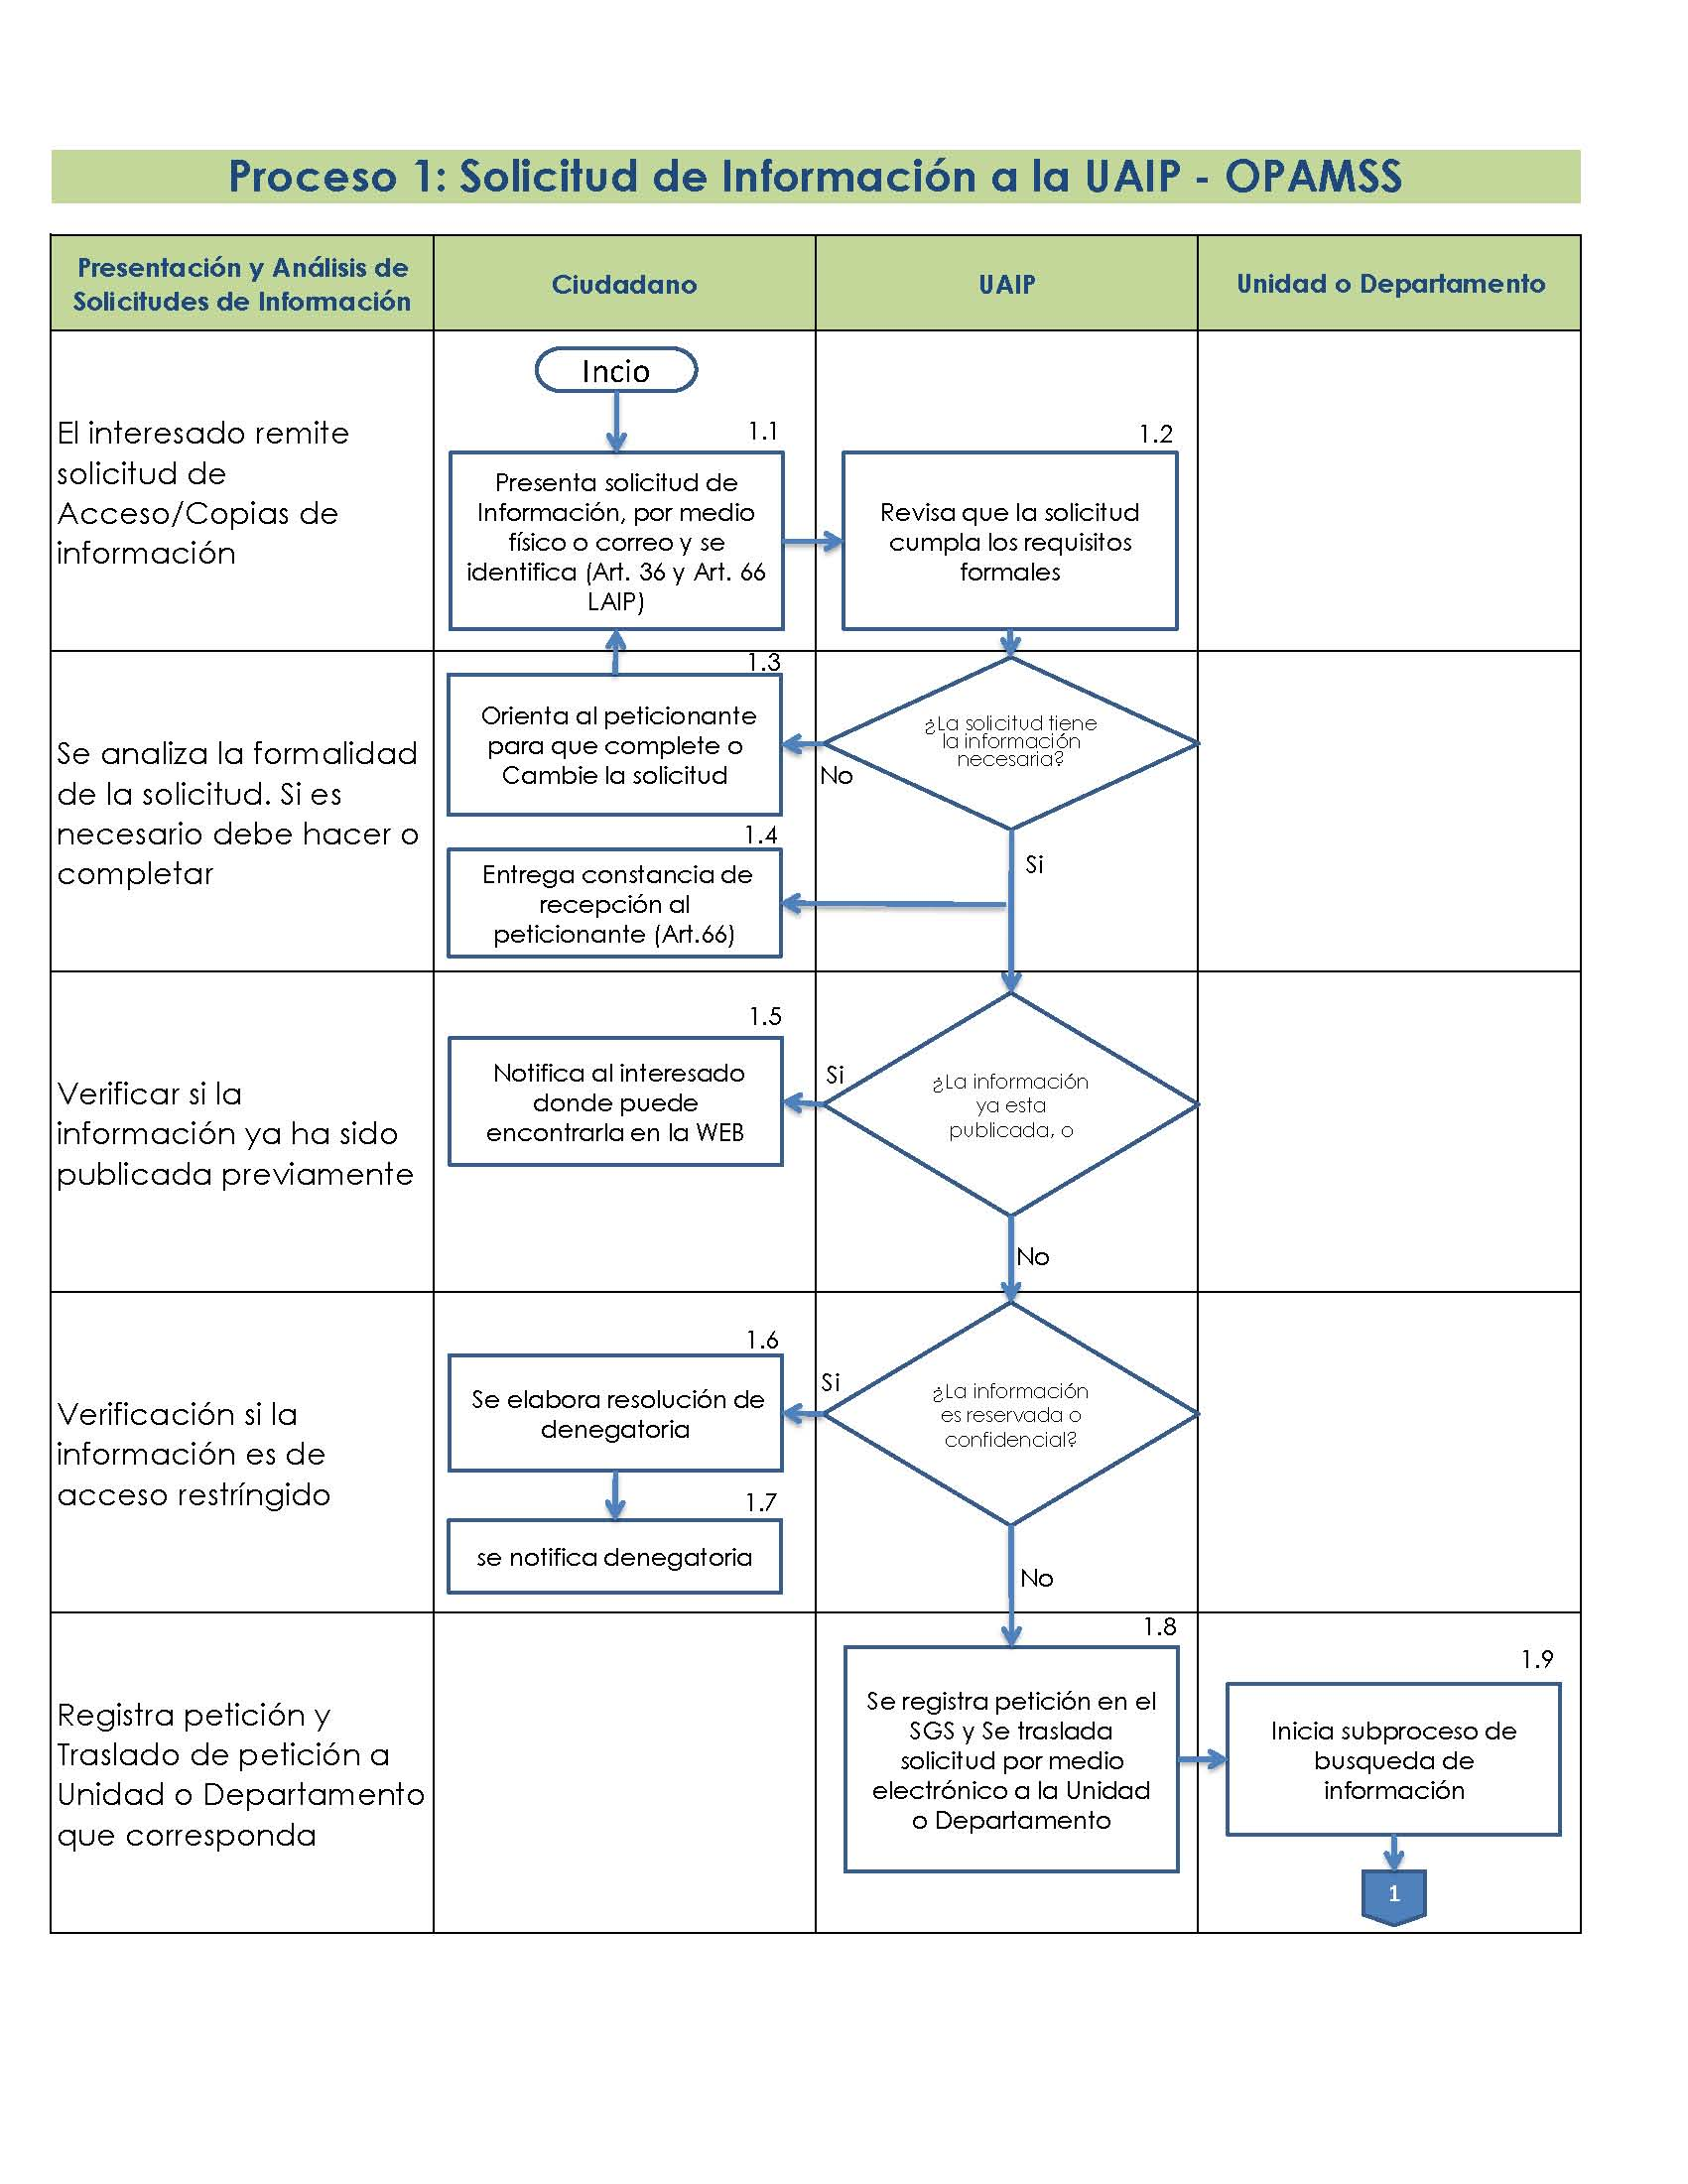 Proceso 1: Solicitud de Información a la UAIP - OPAMSS
Presentación y Análisis de
Solicitudes de Información
Ciudadano
UAIP
Unidad o Departamento
El interesado remite
solicitud de
Acceso/Copias de
información
Incio
1.1
Presenta solicitud de
Información, por medio
físico o correo y se
identifica (Art. 36 y Art. 66
LAIP)
1.2
Revisa que la solicitud
cumpla los requisitos
formales
Se analiza la formalidad
de la solicitud. Si es
necesario debe hacer o
completar
1.3
Orienta al peticionante
para que complete o
Cambie la solicitud
¿La solicitud tiene
la información
necesaria?
No
Si
1.4
Entrega constancia de
recepción al
peticionante (Art.66)
Verificar si la
información ya ha sido
publicada previamente
1.5
Notifica al interesado
donde puede
encontrarla en la WEB
Si
¿La información
ya esta
publicada, o
No
Verificación si la
información es de
acceso restríngido
1.6
Se elabora resolución de
denegatoria
Si
¿La información
es reservada o
confidencial?
1.7
se notifica denegatoria
No
Registra petición y
Traslado de petición a
Unidad o Departamento
que corresponda
1.8
Se registra petición en el
SGS y Se traslada
solicitud por medio
electrónico a la Unidad
o Departamento
1.9
Inicia subproceso de
busqueda de
información
1